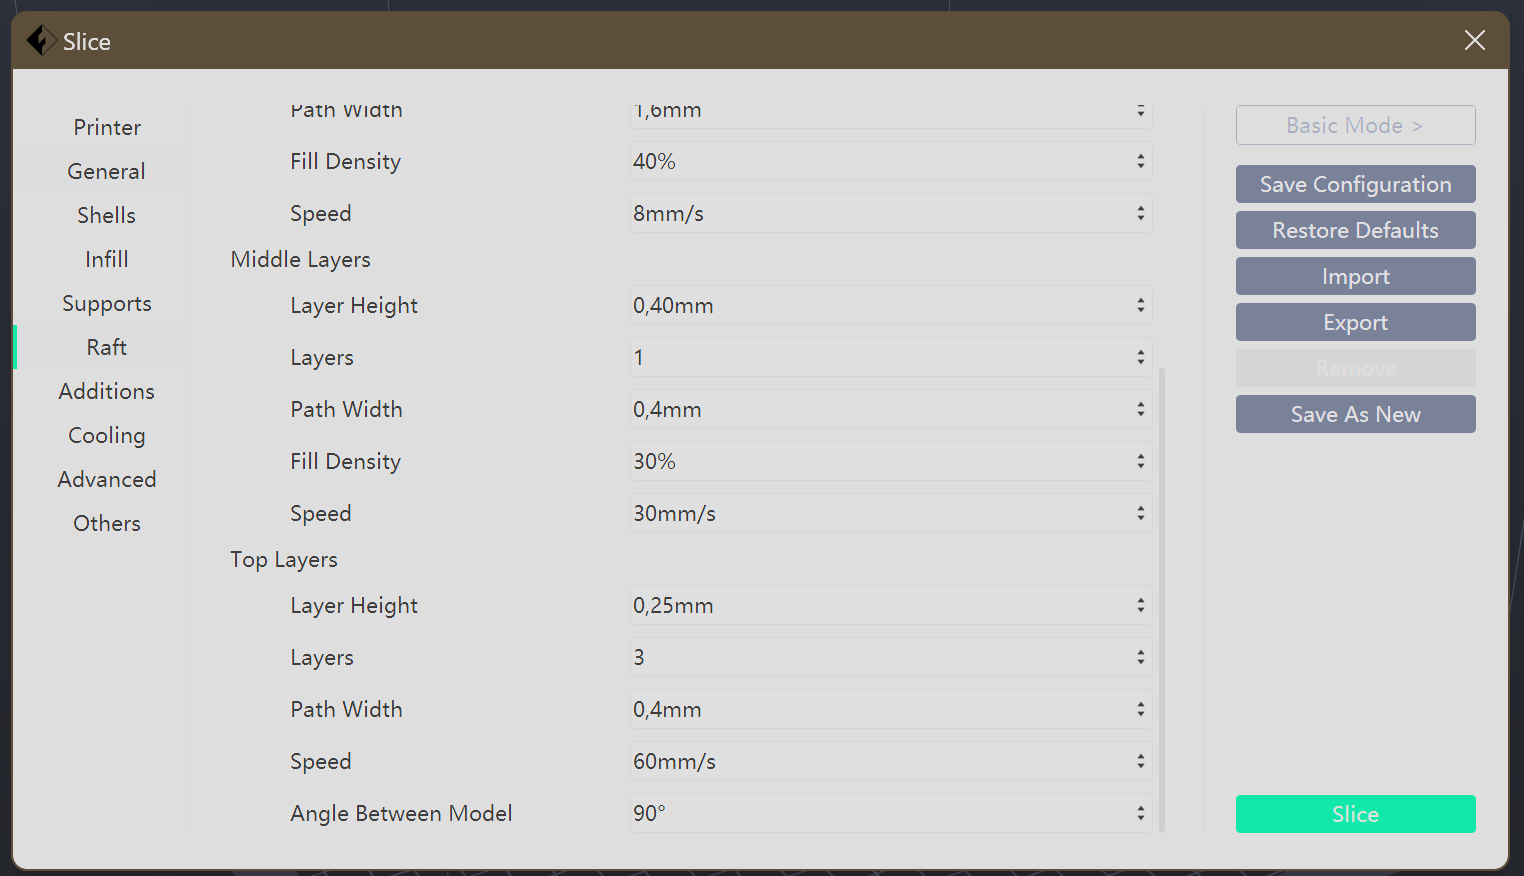 Slice
Printer
General
Shells
Infill
Supports
Raft
Additions
Cooling
Advanced
Others
Path Width 1,6mm
Fill Density 40%
Speed 8mm/s
Middle Layers
Layer Height 0,40mm
Layers 1
Path Width 0,4mm
Fill Density 30%
Speed 30mm/s
Top Layers
Layer Height 0,25mm
Layers 3
Path Width 0,4mm
Speed 60mm/s
Angle Between Model 90°
Basic Mode >
Save Configuration
Restore Defaults
Import
Export
Remove
Save As New
Slice